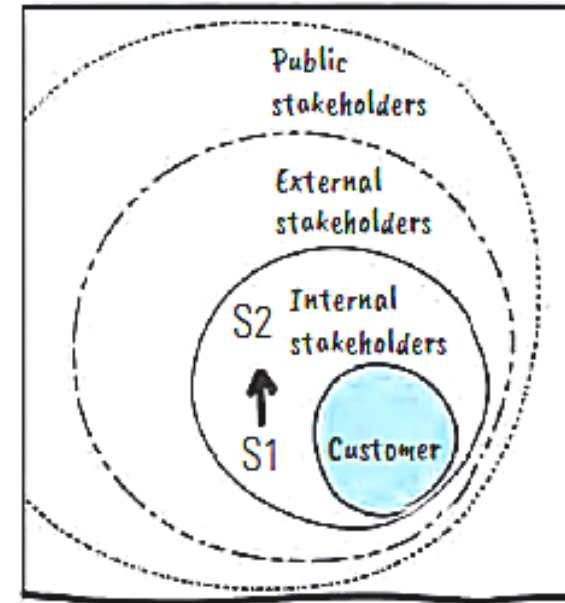 Public
stakeholders
External
stakeholders
Internal
stakeholders
S2
S1
Customer